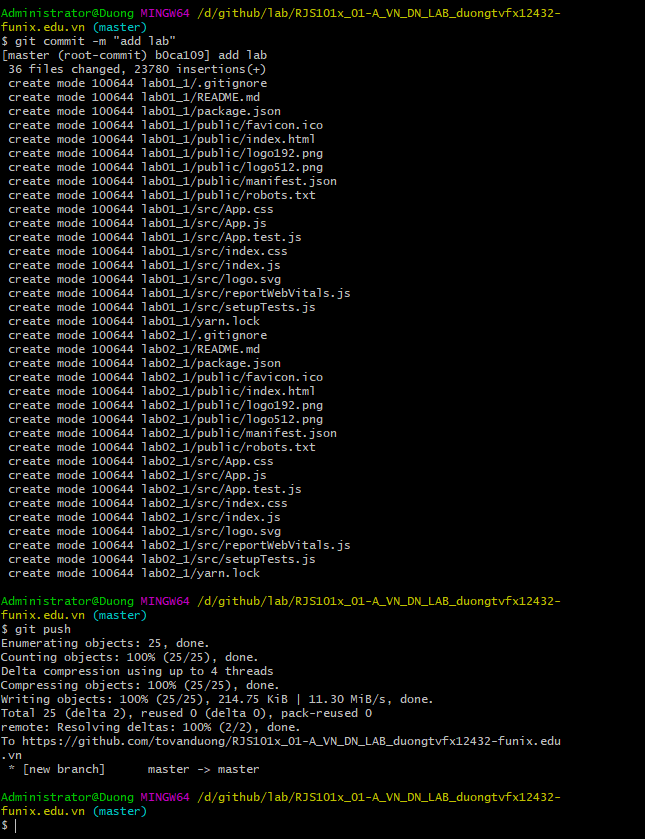 Administrator@Duong MINGW64 /d/github/lab/RJS101x_01-A_VN_DN_LAB_duongtvfx12432-
funix.edu.vn (master)
$ git commit -m "add lab"
[master (root-commit) b0ca109] add lab
 36 files changed, 23780 insertions(+)
 create mode 100644 lab01_1/.gitignore
 create mode 100644 lab01_1/README.md
 create mode 100644 lab01_1/package.json
 create mode 100644 lab01_1/public/favicon.ico
 create mode 100644 lab01_1/public/index.html
 create mode 100644 lab01_1/public/logo192.png
 create mode 100644 lab01_1/public/logo512.png
 create mode 100644 lab01_1/public/manifest.json
 create mode 100644 lab01_1/public/robots.txt
 create mode 100644 lab01_1/src/App.css
 create mode 100644 lab01_1/src/App.js
 create mode 100644 lab01_1/src/App.test.js
 create mode 100644 lab01_1/src/index.css
 create mode 100644 lab01_1/src/index.js
 create mode 100644 lab01_1/src/logo.svg
 create mode 100644 lab01_1/src/reportWebVitals.js
 create mode 100644 lab01_1/src/setupTests.js
 create mode 100644 lab01_1/yarn.lock
 create mode 100644 lab02_1/.gitignore
 create mode 100644 lab02_1/README.md
 create mode 100644 lab02_1/package.json
 create mode 100644 lab02_1/public/favicon.ico
 create mode 100644 lab02_1/public/index.html
 create mode 100644 lab02_1/public/logo192.png
 create mode 100644 lab02_1/public/logo512.png
 create mode 100644 lab02_1/public/manifest.json
 create mode 100644 lab02_1/public/robots.txt
 create mode 100644 lab02_1/src/App.css
 create mode 100644 lab02_1/src/App.js
 create mode 100644 lab02_1/src/App.test.js
 create mode 100644 lab02_1/src/index.css
 create mode 100644 lab02_1/src/index.js
 create mode 100644 lab02_1/src/logo.svg
 create mode 100644 lab02_1/src/reportWebVitals.js
 create mode 100644 lab02_1/src/setupTests.js
 create mode 100644 lab02_1/yarn.lock
Administrator@Duong MINGW64 /d/github/lab/RJS101x_01-A_VN_DN_LAB_duongtvfx12432-
funix.edu.vn (master)
$ git push
Enumerating objects: 25, done.
Counting objects: 100% (25/25), done.
Delta compression using up to 4 threads
Compressing objects: 100% (25/25), done.
Writing objects: 100% (25/25), 214.75 KiB | 11.30 MiB/s, done.
Total 25 (delta 2), reused 0 (delta 0), pack-reused 0
remote: Resolving deltas: 100% (2/2), done.
To https://github.com/tovanduong/RJS101x_01-A_VN_DN_LAB_duongtvfx12432-funix.edu
.vn
 * [new branch]      master -> master
Administrator@Duong MINGW64 /d/github/lab/RJS101x_01-A_VN_DN_LAB_duongtvfx12432-
funix.edu.vn (master)
$